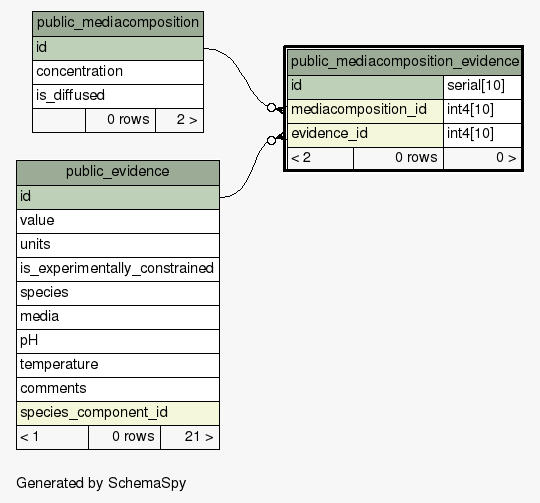 public_mediacomposition
id
concentration
is_diffused
0 rows 2 >
public_mediacomposition_evidence
id serial[10]
mediacomposition_id int4[10]
evidence_id int4[10]
< 2 0 rows 0 >
public_evidence
id
value
units
is_experimentally_constrained
species
media
pH
temperature
comments
species_component_id
< 1 0 rows 21 >
Generated by SchemaSpy